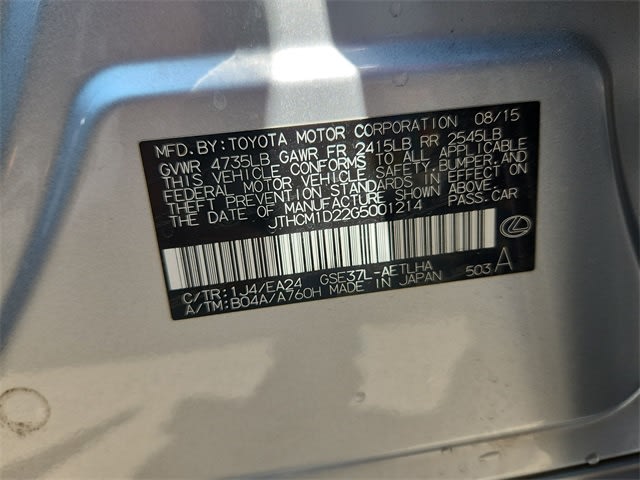 MFD.BY:TOYOTA MOTOR CORPORATION 08/15
GVWR 4735LB GAWR FR 2415LB RR 2545LB
THIS VEHICLE CONFORMS TO ALL APPLICABLE
FEDERAL MOTOR VEHICLE SAFETY,BUMPER,AND
THEFT PREVENTION STANDARDS IN EFFECT ON
THE DATE OF MANUFACTURE SHOWN ABOVE.
JTHCM1D22G5001214 PASS.CAR
C/TR:1J4/EA24 GSE37L-AETLHA
A/TM:B04A/A760H MADE IN JAPAN 503 A